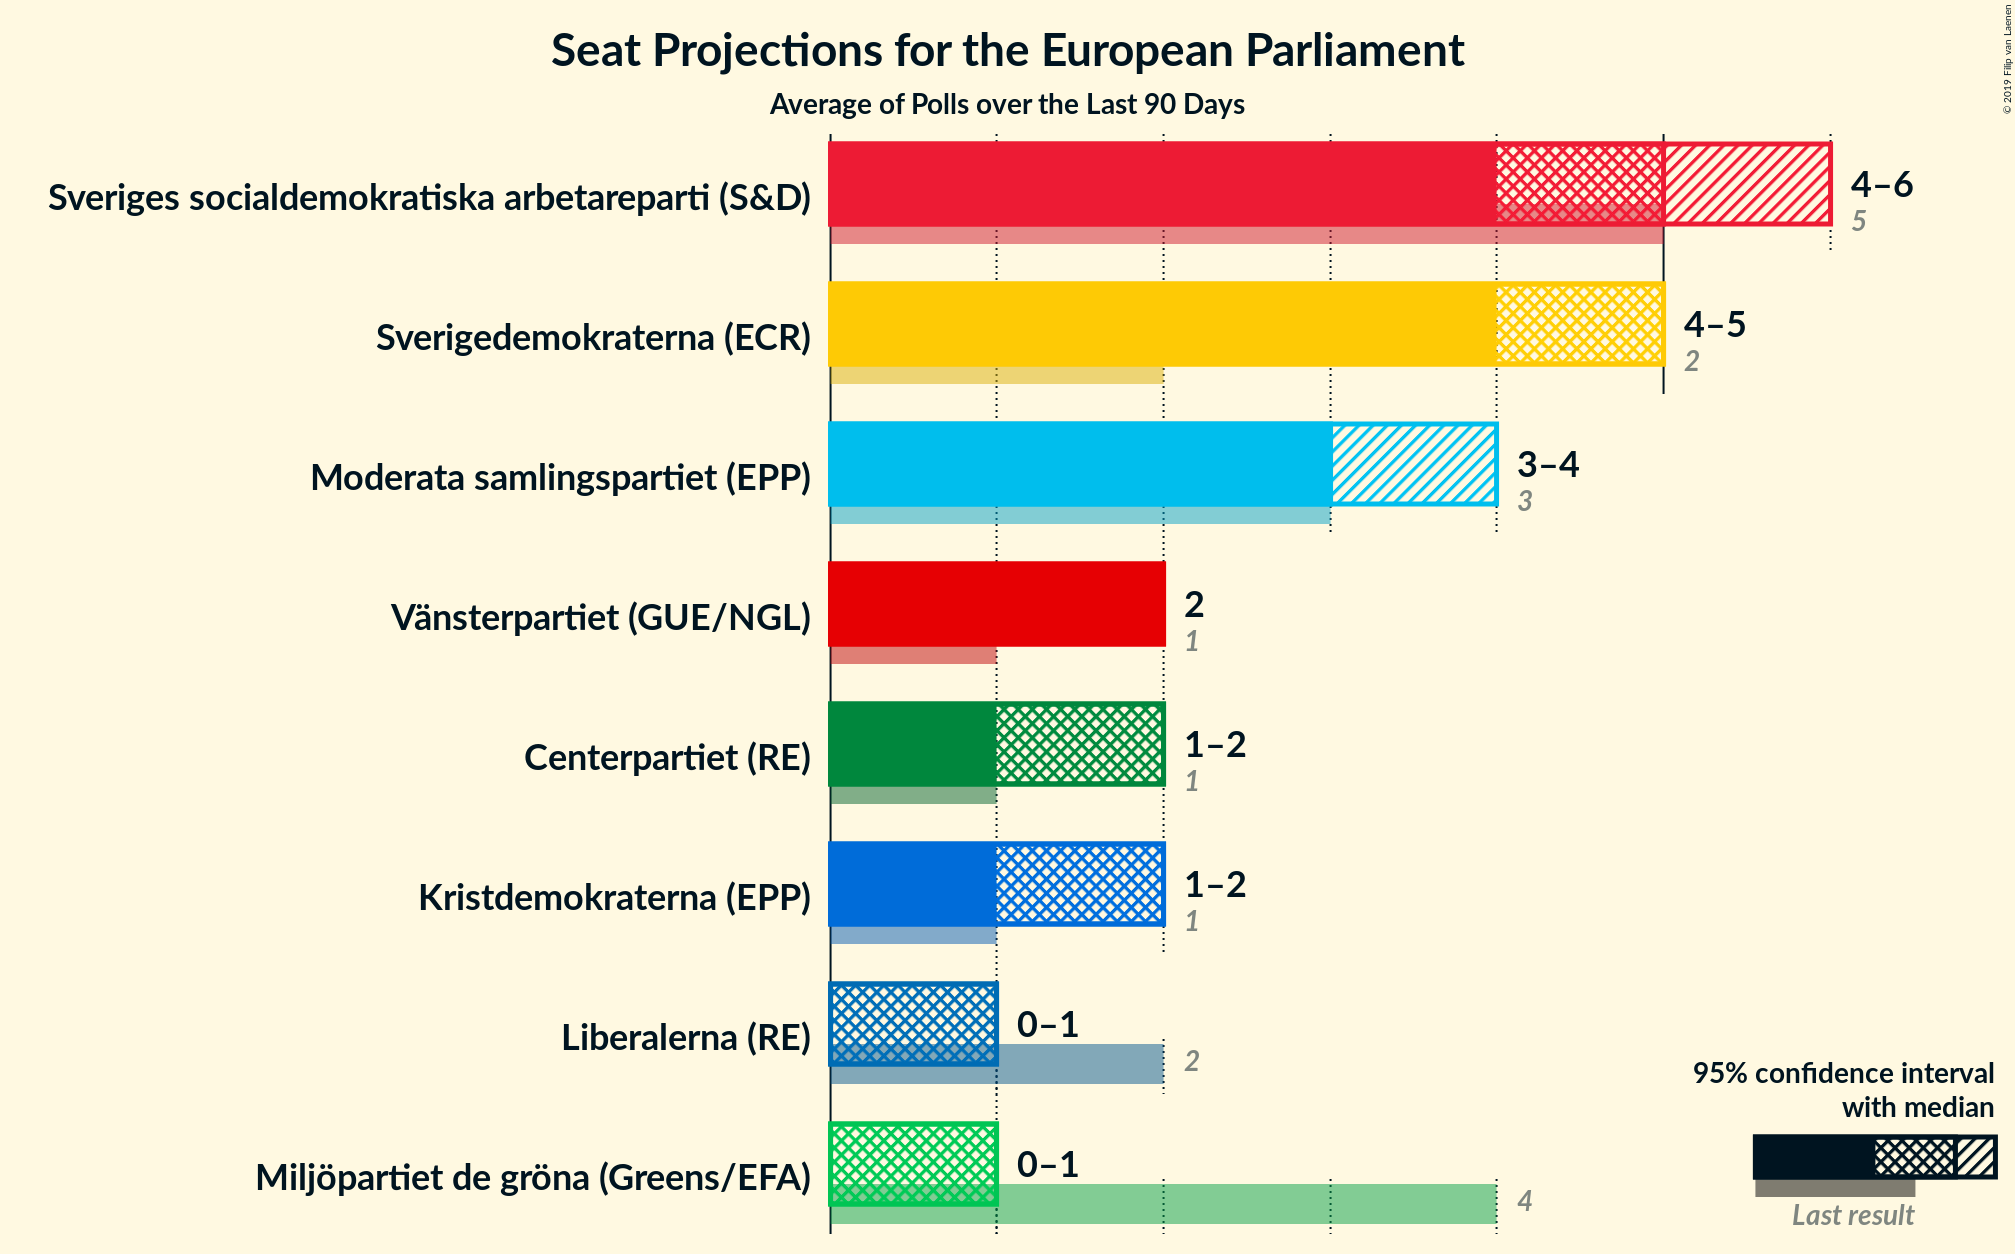 Seat Projections for the European Parliament
Average of Polls over the Last 90 Days
© 2019 Filip van Laenen
Sveriges socialdemokratiska arbetareparti (S&D)
4–6
5
Sverigedemokraterna (ECR)
4–5
2
Moderata samlingspartiet (EPP)
3–4
3
Vänsterpartiet (GUE/NGL)
2
1
Centerpartiet (RE)
1–2
1
Kristdemokraterna (EPP)
1–2
1
Liberalerna (RE)
0–1
2
Miljöpartiet de gröna (Greens/EFA)
0–1
4
95% confidence interval
with median
Last result